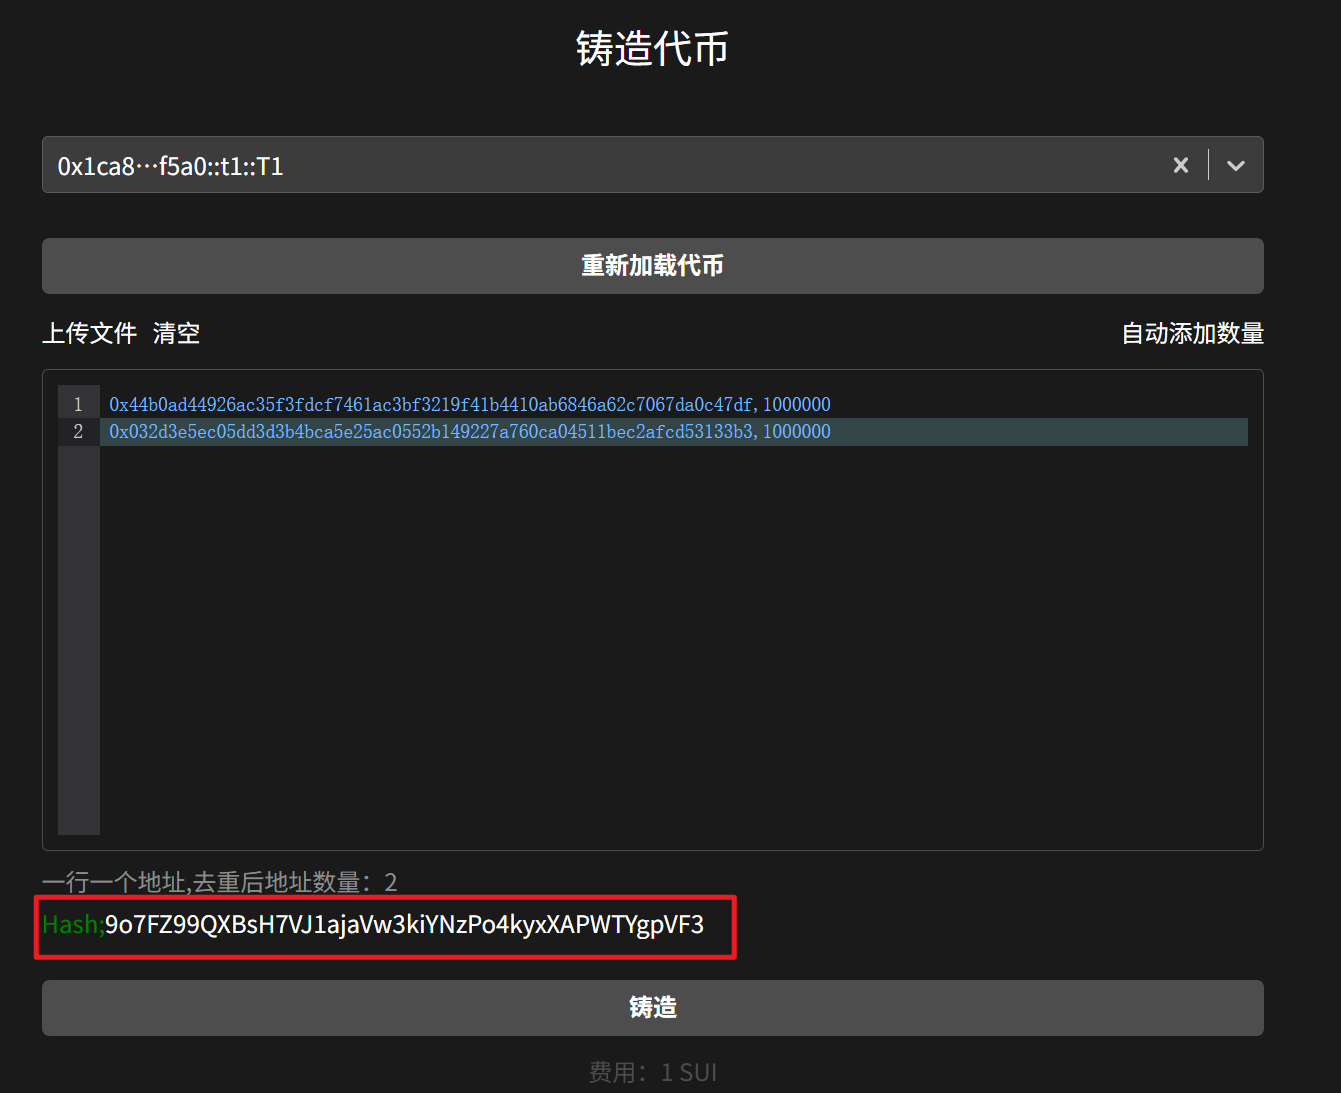 铸造代币
0x1ca8···f5a0::t1::T1
重新加载代币
上传文件 清空 自动添加数量
1 0x44b0ad44926ac35f3fdcf7461ac3bf3219f41b4410ab6846a62c7067da0c47df,1000000
2 0x032d3e5ec05dd3d3b4bca5e25ac0552b149227a760ca04511bec2afcd53133b3,1000000
一行一个地址,去重后地址数量：2
Hash;9o7FZ99QXBsH7VJ1ajaVw3kiYNzPo4kyxXAPWTYgpVF3
铸造
费用：1 SUI